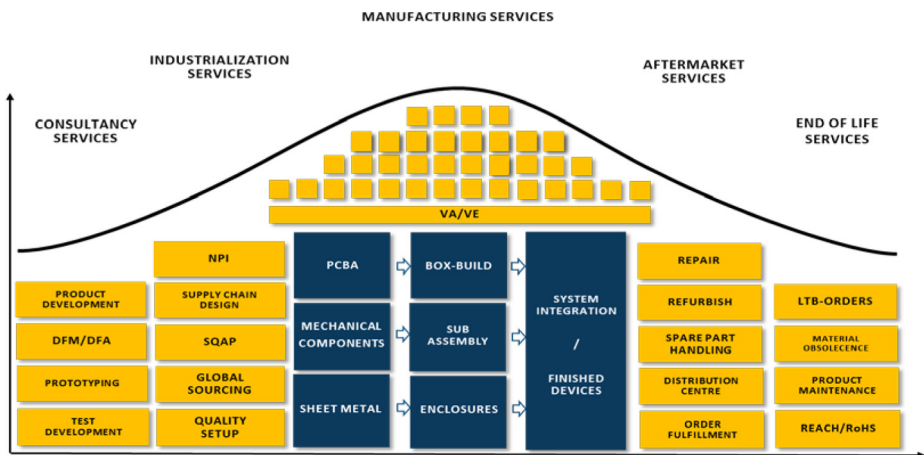 MANUFACTURING SERVICES
INDUSTRIALIZATION
SERVICES
AFTERMARKET
SERVICES
CONSULTANCY
SERVICES
END OF LIFE
SERVICES
VA/VE
PRODUCT
DEVELOPMENT
DFM/DFA
PROTOTYPING
TEST
DEVELOPMENT
NPI
SUPPLY CHAIN
DESIGN
SQAP
GLOBAL
SOURCING
QUALITY
SETUP
PCBA
MECHANICAL
COMPONENTS
SHEET METAL
BOX-BUILD
SUB
ASSEMBLY
ENCLOSURES
SYSTEM
INTEGRATION
/
FINISHED
DEVICES
REPAIR
REFURBISH
SPARE PART
HANDLING
DISTRIBUTION
CENTRE
ORDER
FULFILLMENT
LTB-ORDERS
MATERIAL
OBSOLECENCE
PRODUCT
MAINTENANCE
REACH/RoHS